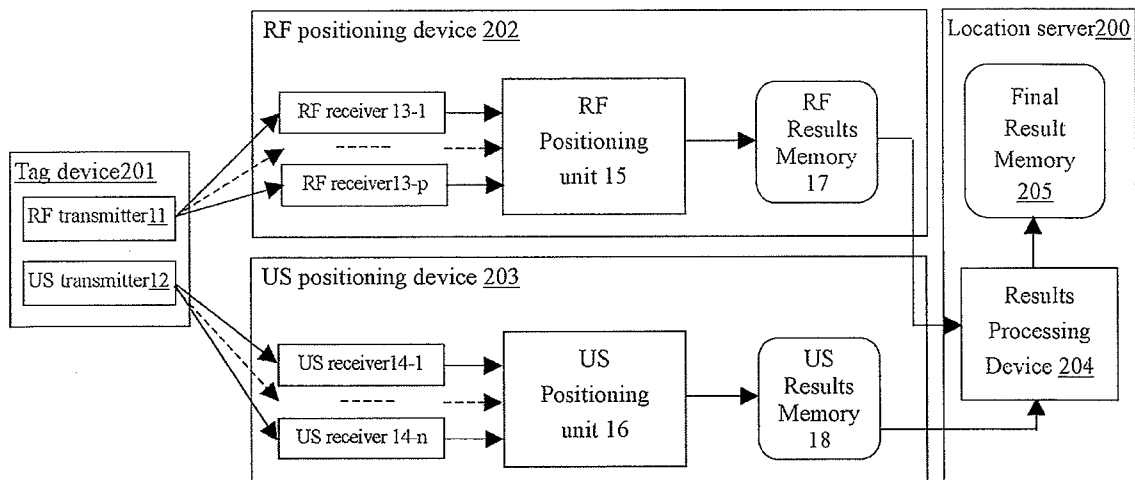 RF positioning device 202
Location server200
RF receiver 13-1
-----
RF receiver13-p
RF
Positioning
unit 15
RF
Results
Memory
17
Final
Result
Memory
205
Tag device201
RF transmitter11
US transmitter12
US positioning device 203
US receiver14-1
-----
US receiver 14-n
US
Positioning
unit 16
US
Results
Memory
18
Results
Processing
Device 204